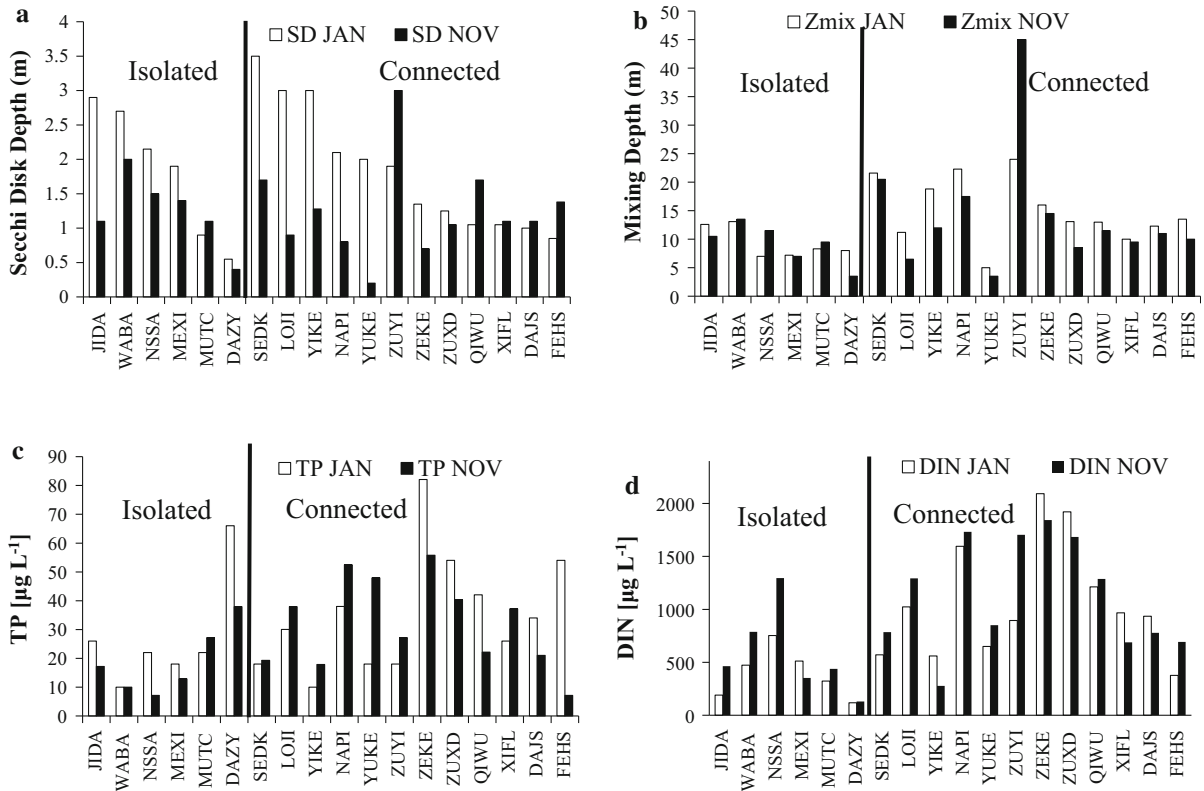 a
SD JAN SD NOV
Isolated Connected
Secchi Disk Depth (m)
4
3.5
3
2.5
2
1.5
1
0.5
0
JIDA WABA NSSA MEXI MUTC DAZY SEDK LOJI YIKE NAPI YUKE ZUYI ZEKE ZUXD QIWU XIFL DAJS FEHS
b
Zmix JAN Zmix NOV
Isolated Connected
Mixing Depth (m)
50
45
40
35
30
25
20
15
10
5
0
JIDA WABA NSSA MEXI MUTC DAZY SEDK LOJI YIKE NAPI YUKE ZUYI ZEKE ZUXD QIWU XIFL DAJS FEHS
c
TP JAN TP NOV
Isolated Connected
TP [µg L⁻¹]
90
80
70
60
50
40
30
20
10
0
JIDA WABA NSSA MEXI MUTC DAZY SEDK LOJI YIKE NAPI YUKE ZUYI ZEKE ZUXD QIWU XIFL DAJS FEHS
d
DIN JAN DIN NOV
Isolated Connected
DIN [µg L⁻¹]
2000
1500
1000
500
0
JIDA WABA NSSA MEXI MUTC DAZY SEDK LOJI YIKE NAPI YUKE ZUYI ZEKE ZUXD QIWU XIFL DAJS FEHS